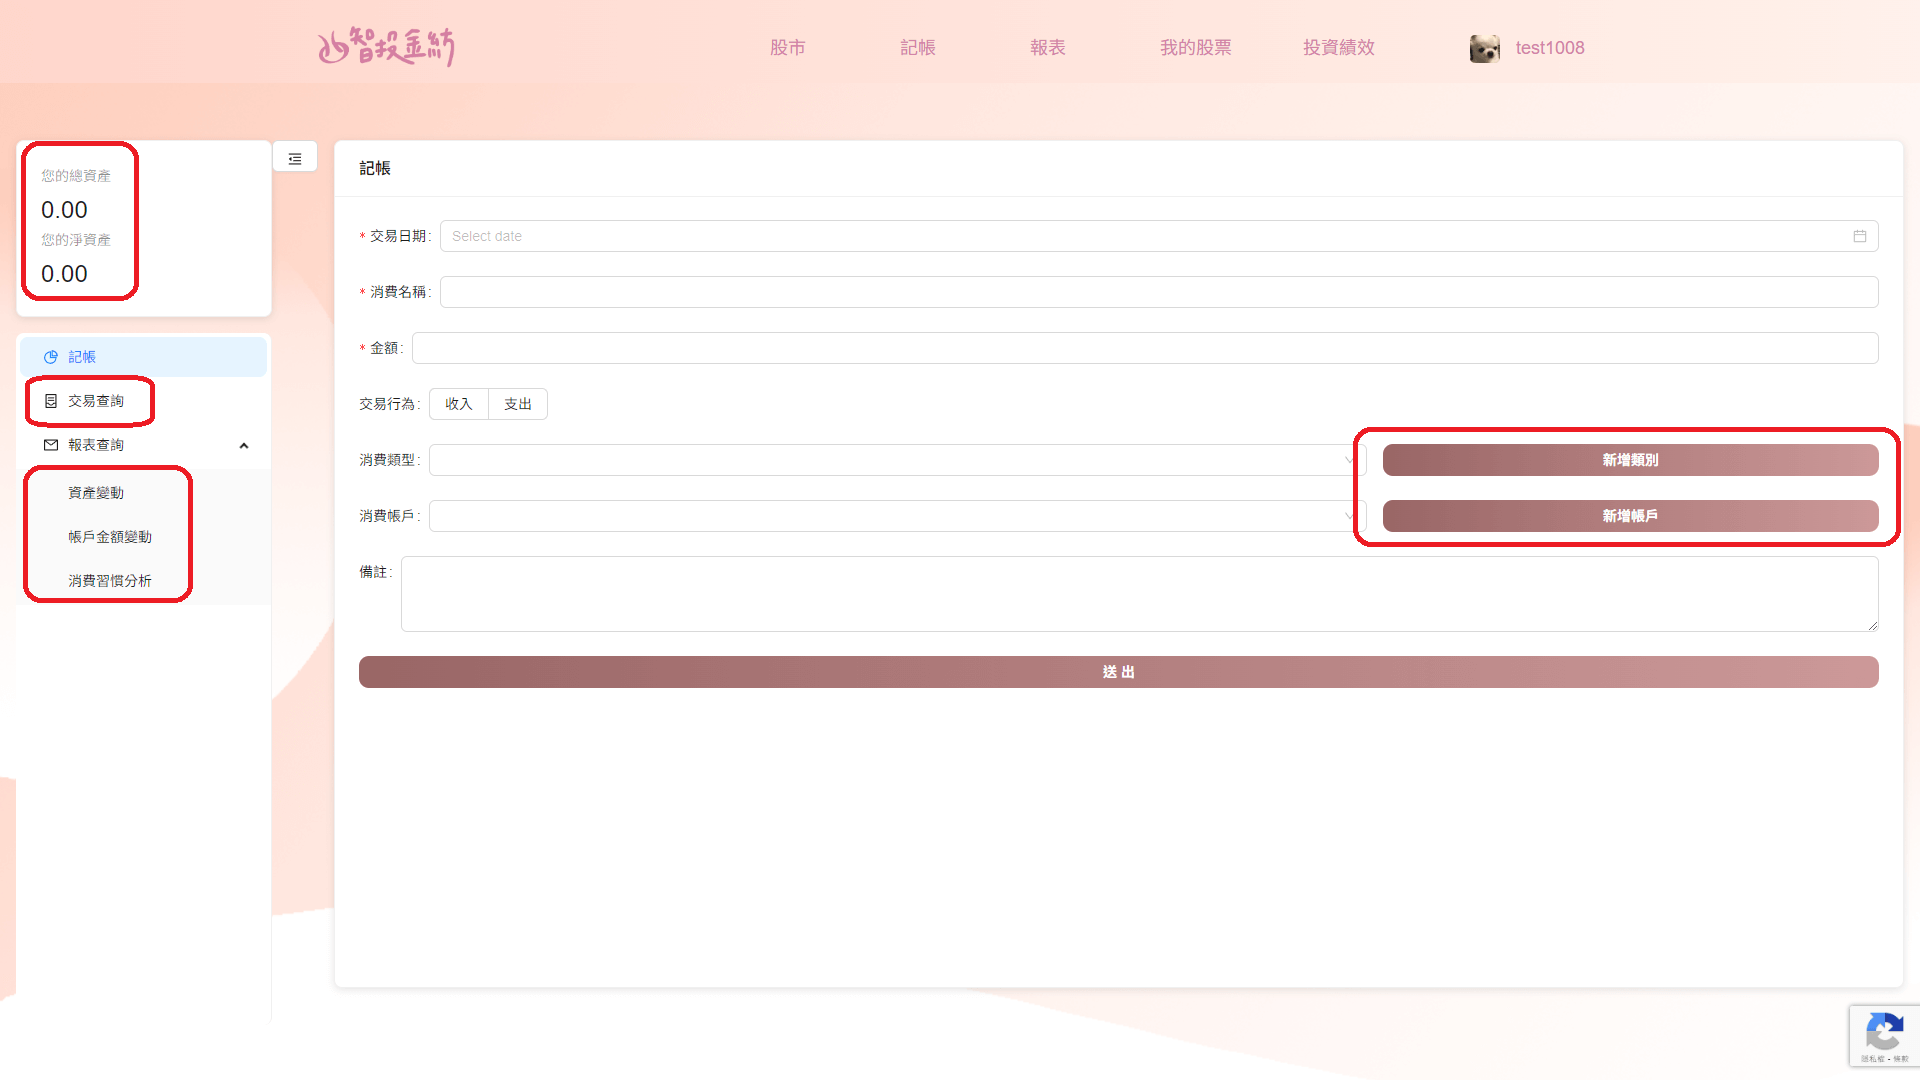 智投金紡
股市
記帳
報表
我的股票
投資績效
test1008
您的總資產
0.00
您的淨資產
0.00
記帳
交易查詢
報表查詢
資產變動
帳戶金額變動
消費習慣分析
記帳
* 交易日期:
Select date
* 消費名稱:
* 金額:
交易行為:
收入
支出
消費類型:
新增類別
消費帳戶:
新增帳戶
備註:
送 出
隱私權 - 條款